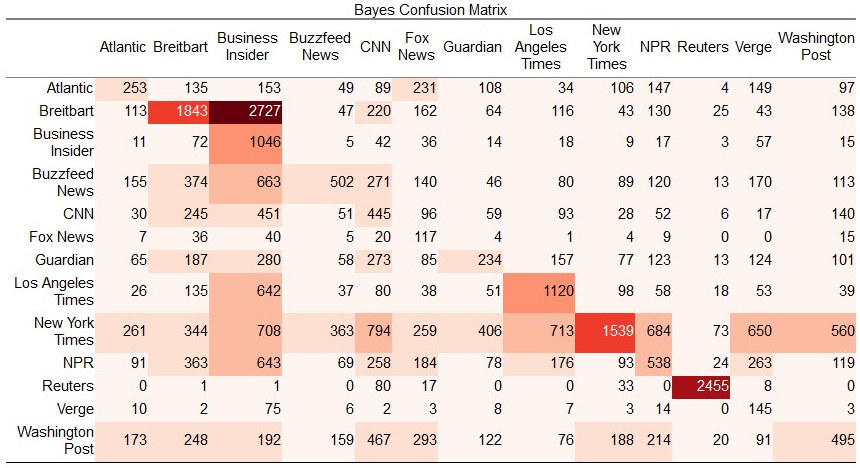 Bayes Confusion Matrix
Atlantic Breitbart Business Insider Buzzfeed News CNN Fox News Guardian Los Angeles Times New York Times NPR Reuters Verge Washington Post
Atlantic 253 135 153 49 89 231 108 34 106 147 4 149 97
Breitbart 113 1843 2727 47 220 162 64 116 43 130 25 43 138
Business Insider 11 72 1046 5 42 36 14 18 9 17 3 57 15
Buzzfeed News 155 374 663 502 271 140 46 80 89 120 13 170 113
CNN 30 245 451 51 445 96 59 93 28 52 6 17 140
Fox News 7 36 40 5 20 117 4 1 4 9 0 0 15
Guardian 65 187 280 58 273 85 234 157 77 123 13 124 101
Los Angeles Times 26 135 642 37 80 38 51 1120 98 58 18 53 39
New York Times 261 344 708 363 794 259 406 713 1539 684 73 650 560
NPR 91 363 643 69 258 184 78 176 93 538 24 263 119
Reuters 0 1 1 0 80 17 0 0 33 0 2455 8 0
Verge 10 2 75 6 2 3 8 7 3 14 0 145 3
Washington Post 173 248 192 159 467 293 122 76 188 214 20 91 495